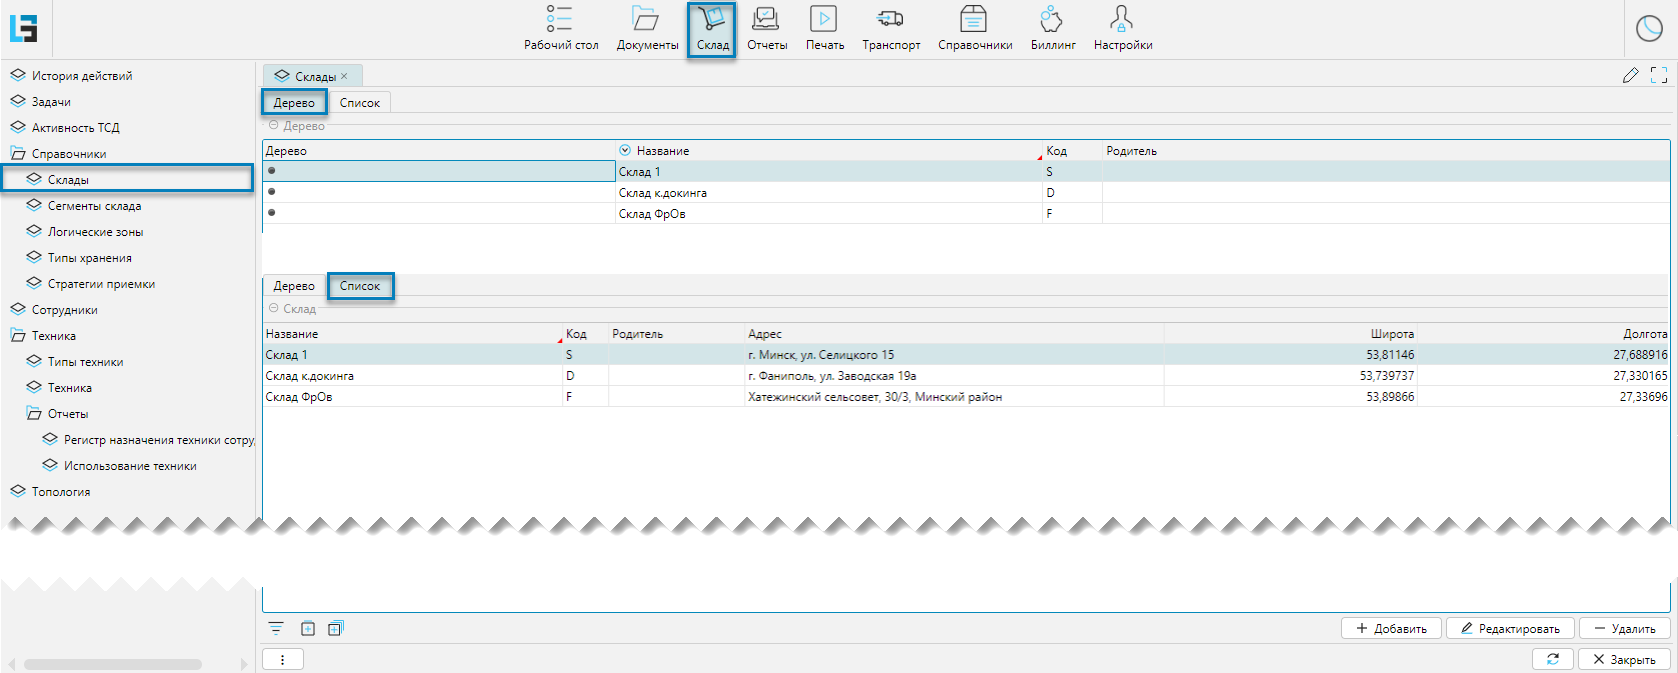 Рабочий стол
Документы
Склад
Отчеты
Печать
Транспорт
Справочники
Биллинг
Настройки
История действий
Задачи
Активность ТСД
Справочники
Склады
Сегменты склада
Логические зоны
Типы хранения
Стратегии приемки
Сотрудники
Техника
Типы техники
Техника
Отчеты
Регистр назначения техники сотру
Использование техники
Топология
Склады ×
Дерево Список
Дерево
Дерево Название Код Родитель
Склад 1 S
Склад к.докинга D
Склад ФрОв F
Дерево Список
Склад
Название Код Родитель Адрес Широта Долгота
Склад 1 S г. Минск, ул. Селицкого 15 53,81146 27,688916
Склад к.докинга D г. Фаниполь, ул. Заводская 19а 53,739737 27,330165
Склад ФрОв F Хатежинский сельсовет, 30/3, Минский район 53,89866 27,33696
Добавить Редактировать Удалить
Закрыть